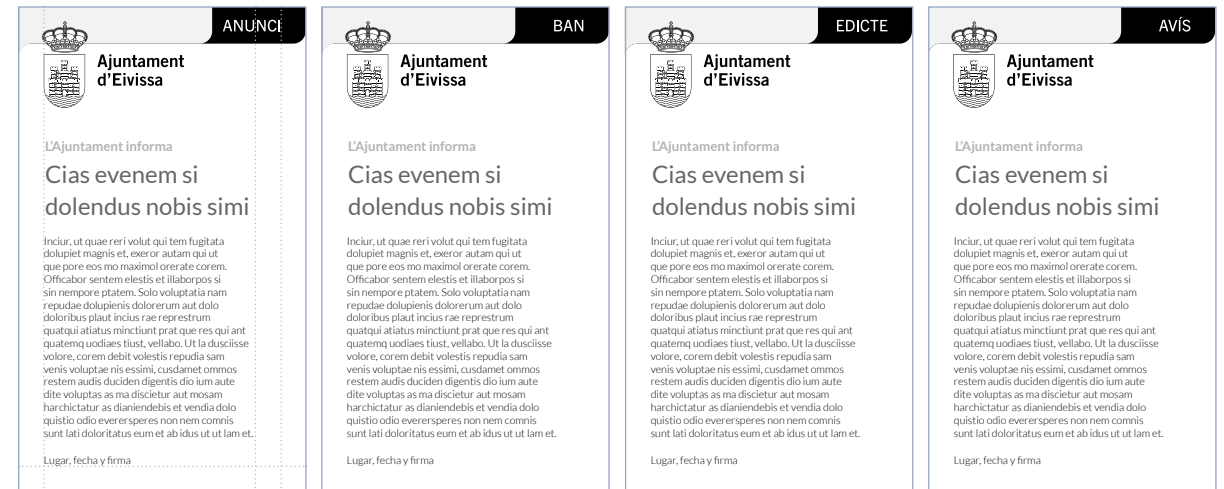 ANUNCI
Ajuntament
d'Eivissa
L'Ajuntament informa
Cias evenem si
dolendus nobis simi
Inciur, ut quae reri volut qui tem fugitata
dolupiet magnis et, exeror autam qui ut
que pore eos mo maximol orerate corem.
Officabor sentem elestis et illaborpos si
sin nempore ptatem. Solo voluptatia nam
repudae dolupienis dolorerum aut dolo
doloribus plaut incius rae represtrum
quatqui atiatus minctiunt prat que res qui ant
quatemq uodiaes tiust, vellabo. Ut la dusciisse
volore, corem debit volestis repudia sam
venis voluptae nis essimi, cusdamet ommos
restem audis duciden digentis dio ium aute
dite voluptas as ma discietur aut mosam
harchictatur as dianiendebis et vendia dolo
quistio odio everersperes non nem comnis
sunt lati doloritatus eum et ab idus ut ut lam et.
Lugar, fecha y firma
BAN
Ajuntament
d'Eivissa
L'Ajuntament informa
Cias evenem si
dolendus nobis simi
Inciur, ut quae reri volut qui tem fugitata
dolupiet magnis et, exeror autam qui ut
que pore eos mo maximol orerate corem.
Officabor sentem elestis et illaborpos si
sin nempore ptatem. Solo voluptatia nam
repudae dolupienis dolorerum aut dolo
doloribus plaut incius rae represtrum
quatqui atiatus minctiunt prat que res qui ant
quatemq uodiaes tiust, vellabo. Ut la dusciisse
volore, corem debit volestis repudia sam
venis voluptae nis essimi, cusdamet ommos
restem audis duciden digentis dio ium aute
dite voluptas as ma discietur aut mosam
harchictatur as dianiendebis et vendia dolo
quistio odio everersperes non nem comnis
sunt lati doloritatus eum et ab idus ut ut lam et.
Lugar, fecha y firma
EDICTE
Ajuntament
d'Eivissa
L'Ajuntament informa
Cias evenem si
dolendus nobis simi
Inciur, ut quae reri volut qui tem fugitata
dolupiet magnis et, exeror autam qui ut
que pore eos mo maximol orerate corem.
Officabor sentem elestis et illaborpos si
sin nempore ptatem. Solo voluptatia nam
repudae dolupienis dolorerum aut dolo
doloribus plaut incius rae represtrum
quatqui atiatus minctiunt prat que res qui ant
quatemq uodiaes tiust, vellabo. Ut la dusciisse
volore, corem debit volestis repudia sam
venis voluptae nis essimi, cusdamet ommos
restem audis duciden digentis dio ium aute
dite voluptas as ma discietur aut mosam
harchictatur as dianiendebis et vendia dolo
quistio odio everersperes non nem comnis
sunt lati doloritatus eum et ab idus ut ut lam et.
Lugar, fecha y firma
AVÍS
Ajuntament
d'Eivissa
L'Ajuntament informa
Cias evenem si
dolendus nobis simi
Inciur, ut quae reri volut qui tem fugitata
dolupiet magnis et, exeror autam qui ut
que pore eos mo maximol orerate corem.
Officabor sentem elestis et illaborpos si
sin nempore ptatem. Solo voluptatia nam
repudae dolupienis dolorerum aut dolo
doloribus plaut incius rae represtrum
quatqui atiatus minctiunt prat que res qui ant
quatemq uodiaes tiust, vellabo. Ut la dusciisse
volore, corem debit volestis repudia sam
venis voluptae nis essimi, cusdamet ommos
restem audis duciden digentis dio ium aute
dite voluptas as ma discietur aut mosam
harchictatur as dianiendebis et vendia dolo
quistio odio everersperes non nem comnis
sunt lati doloritatus eum et ab idus ut ut lam et.
Lugar, fecha y firma